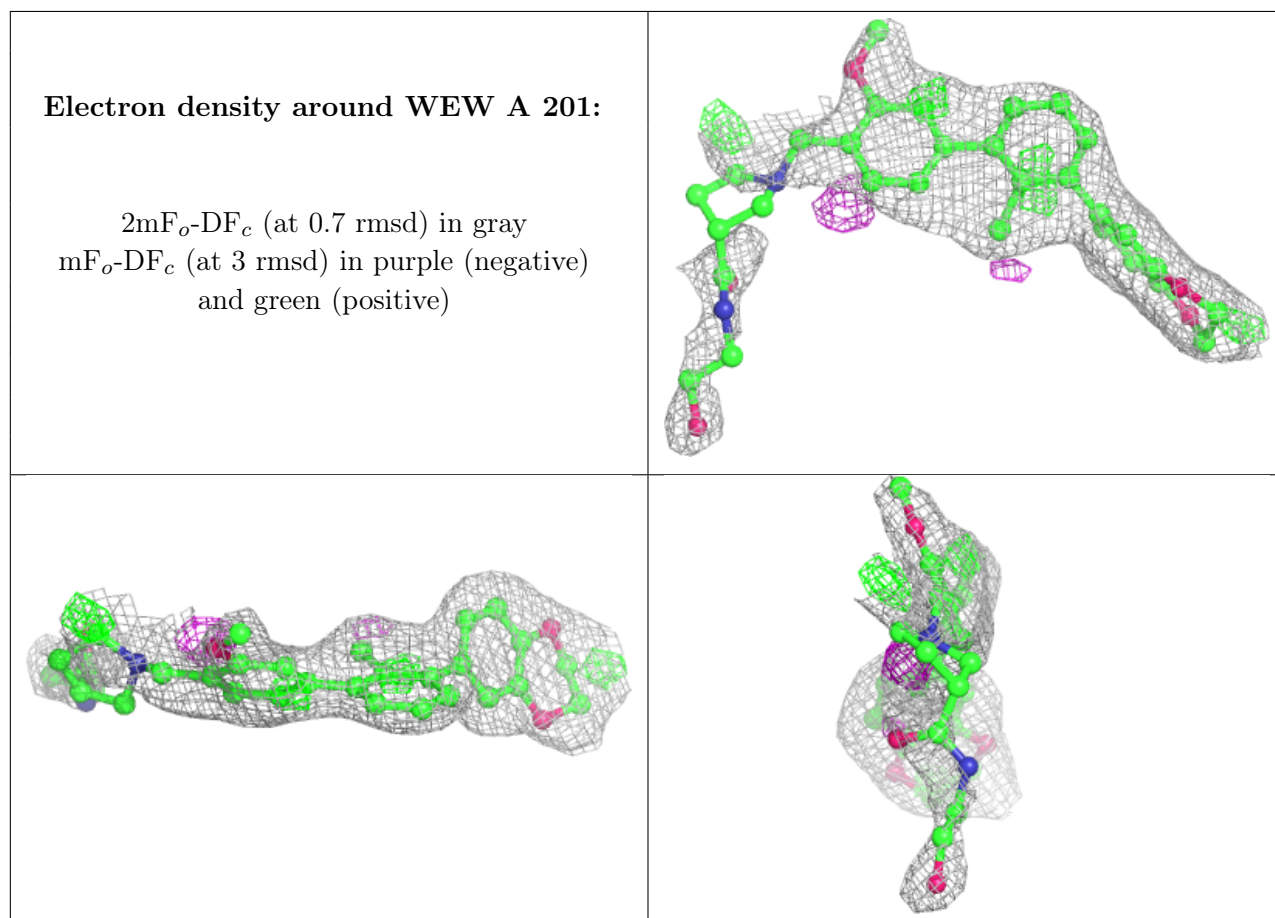 Electron density around WEW A 201:
2mFo-DFc (at 0.7 rmsd) in gray
mFo-DFc (at 3 rmsd) in purple (negative)
and green (positive)